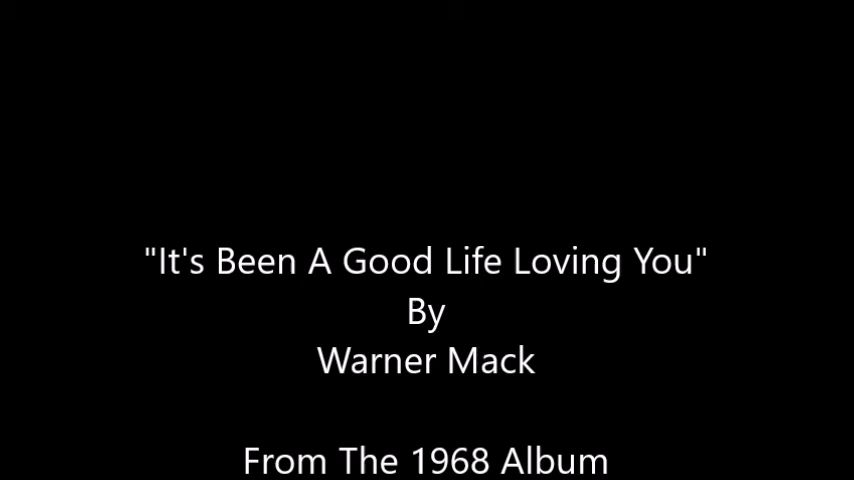 "It's Been A Good Life Loving You"
By
Warner Mack
From The 1968 Album